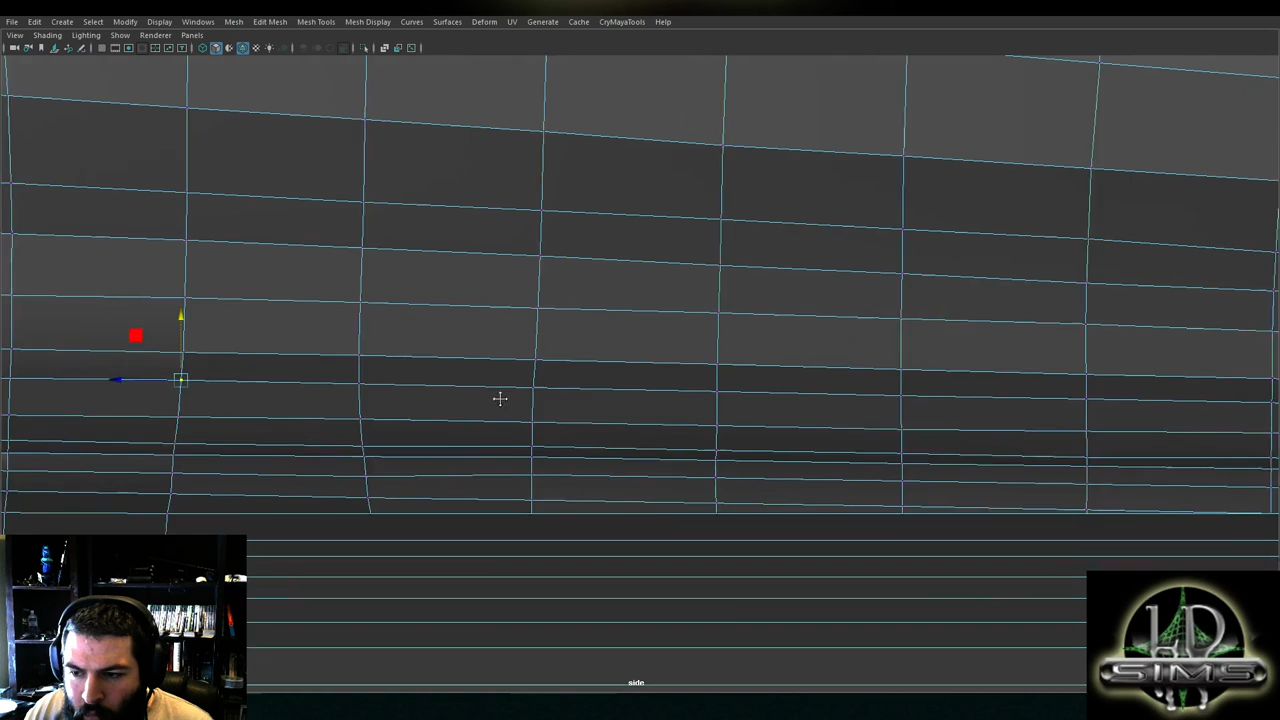 File Edit Create Select Modify Display Windows Mesh Edit Mesh Mesh Tools Mesh Display Curves Surfaces Deform UV Generate Cache CryMayaTools Help
View Shading Lighting Show Renderer Panels
side
SIMS